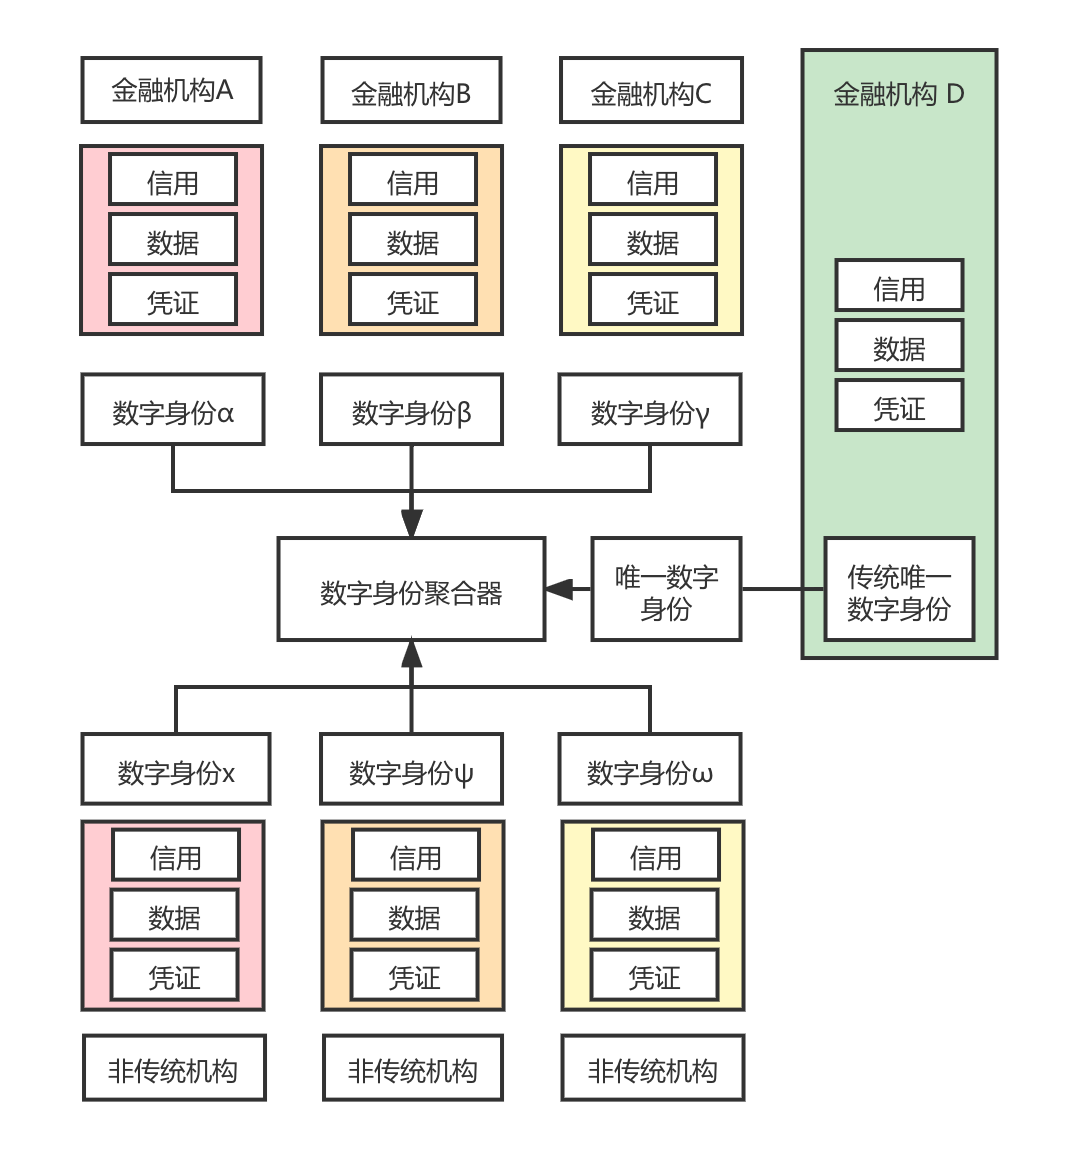 金融机构A
金融机构B
金融机构C
金融机构 D
信用
数据
凭证
信用
数据
凭证
信用
数据
凭证
信用
数据
凭证
数字身份α
数字身份β
数字身份γ
数字身份聚合器
唯一数字
身份
传统唯一
数字身份
数字身份x
数字身份ψ
数字身份ω
信用
数据
凭证
信用
数据
凭证
信用
数据
凭证
非传统机构
非传统机构
非传统机构